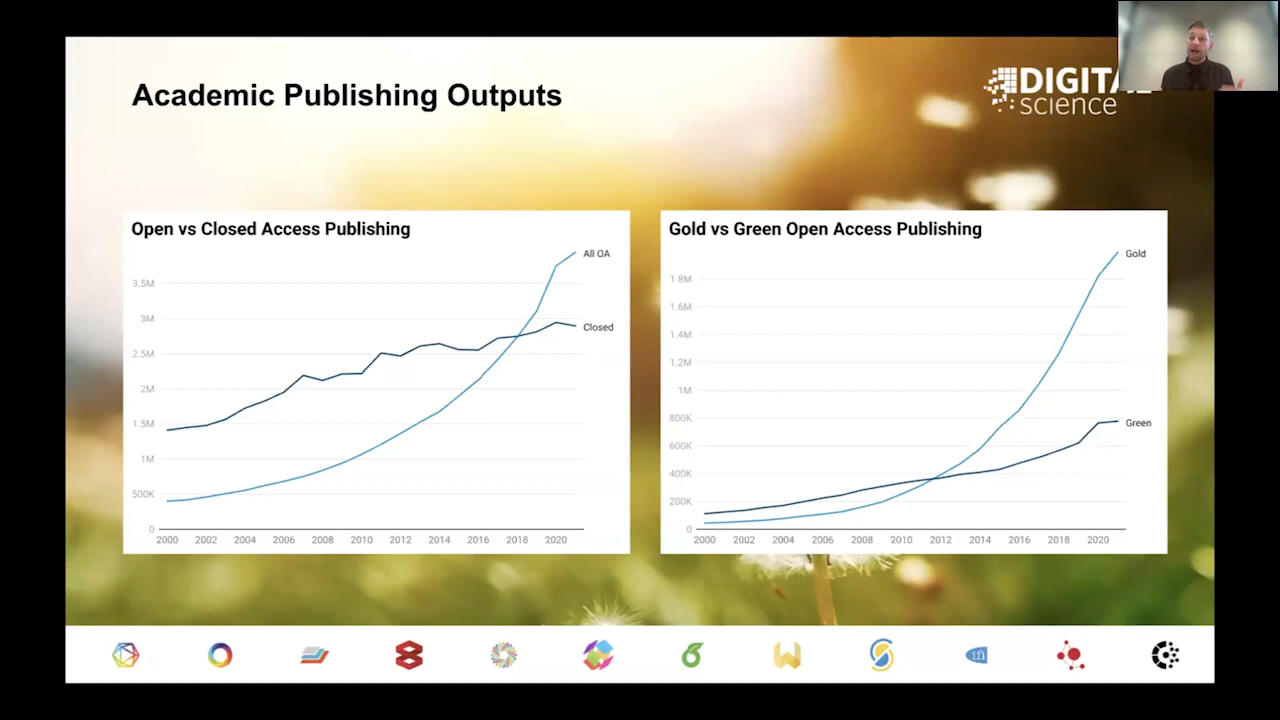 Academic Publishing Outputs
DIGITAL
science
Open vs Closed Access Publishing
All OA
3.5M
3M
Closed
2.5M
2M
1.5M
1M
500K
0
2000 2002 2004 2006 2008 2010 2012 2014 2016 2018 2020
Gold vs Green Open Access Publishing
Gold
1.8M
1.6M
1.4M
1.2M
1M
800K
Green
600K
400K
200K
0
2000 2002 2004 2006 2008 2010 2012 2014 2016 2018 2020